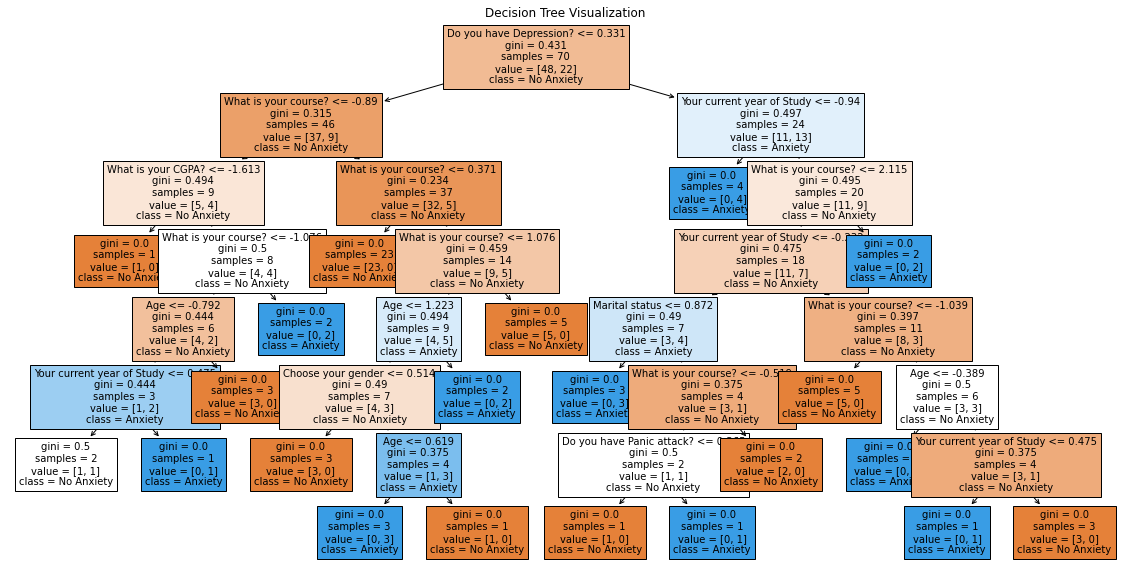 Decision Tree Visualization
Do you have Depression? <= 0.331
gini = 0.431
samples = 70
value = [48, 22]
class = No Anxiety
What is your course? <= -0.89
gini = 0.315
samples = 46
value = [37, 9]
class = No Anxiety
Your current year of Study <= -0.94
gini = 0.497
samples = 24
value = [11, 13]
class = Anxiety
What is your CGPA? <= -1.613
gini = 0.494
samples = 9
value = [5, 4]
class = No Anxiety
What is your course? <= 0.371
gini = 0.234
samples = 37
value = [32, 5]
class = No Anxiety
gini = 0.0
samples = 4
value = [0, 4]
class = Anxiety
What is your course? <= 2.115
gini = 0.495
samples = 20
value = [11, 9]
class = No Anxiety
gini = 0.0
samples = 1
value = [1, 0]
class = No Anxiety
What is your course? <=
gini = 0.5
samples = 8
value = [4, 4]
class = No Anxiety
gini = 0.0
samples = 23
value = [23, 0]
class = No Anxiety
What is your course? <= 1.076
gini = 0.459
samples = 14
value = [9, 5]
class = No Anxiety
Your current year of Study <=
gini = 0.475
samples = 18
value = [11, 7]
class = No Anxiety
gini = 0.0
samples = 2
value = [0, 2]
class = Anxiety
Age <= -0.792
gini = 0.444
samples = 6
value = [4, 2]
class = No Anxiety
gini = 0.0
samples = 2
value = [0, 2]
class = Anxiety
Age <= 1.223
gini = 0.494
samples = 9
value = [4, 5]
class = Anxiety
gini = 0.0
samples = 5
value = [5, 0]
class = No Anxiety
Marital status <= 0.872
gini = 0.49
samples = 7
value = [3, 4]
class = Anxiety
What is your course? <= -1.039
gini = 0.397
samples = 11
value = [8, 3]
class = No Anxiety
Your current year of Study <=
gini = 0.444
samples = 3
value = [1, 2]
class = Anxiety
gini = 0.0
samples = 3
value = [3, 0]
class = No Anxiety
Choose your gender <= 0.514
gini = 0.49
samples = 7
value = [4, 3]
class = No Anxiety
gini = 0.0
samples = 2
value = [0, 2]
class = Anxiety
gini = 0.0
samples = 3
value = [0, 3]
class = Anxiety
What is your course? <=
gini = 0.375
samples = 4
value = [3, 1]
class = No Anxiety
gini = 0.0
samples = 5
value = [5, 0]
class = No Anxiety
Age <= -0.389
gini = 0.5
samples = 6
value = [3, 3]
class = No Anxiety
gini = 0.5
samples = 2
value = [1, 1]
class = No Anxiety
gini = 0.0
samples = 1
value = [0, 1]
class = Anxiety
gini = 0.0
samples = 3
value = [3, 0]
class = No Anxiety
Age <= 0.619
gini = 0.375
samples = 4
value = [1, 3]
class = Anxiety
Do you have Panic attack? <=
gini = 0.5
samples = 2
value = [1, 1]
class = No Anxiety
gini = 0.0
samples = 2
value = [2, 0]
class = No Anxiety
gini = 0.0
samples =
value = [0,
class = Anxiety
Your current year of Study <= 0.475
gini = 0.375
samples = 4
value = [3, 1]
class = No Anxiety
gini = 0.0
samples = 3
value = [0, 3]
class = Anxiety
gini = 0.0
samples = 1
value = [1, 0]
class = No Anxiety
gini = 0.0
samples = 1
value = [1, 0]
class = No Anxiety
gini = 0.0
samples = 1
value = [0, 1]
class = Anxiety
gini = 0.0
samples = 1
value = [0, 1]
class = Anxiety
gini = 0.0
samples = 3
value = [3, 0]
class = No Anxiety